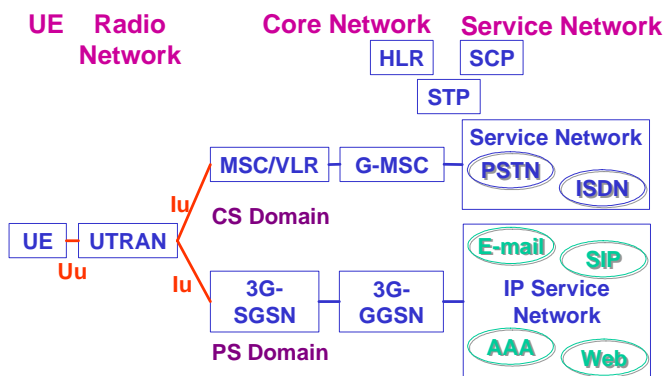 UE Radio Network
Core Network
Service Network
HLR
SCP
STP
Service Network
PSTN
ISDN
MSC/VLR
G-MSC
Iu
CS Domain
UE
UTRAN
Uu
Iu
3G-
SGSN
3G-
GGSN
PS Domain
E-mail
SIP
IP Service
Network
AAA
Web